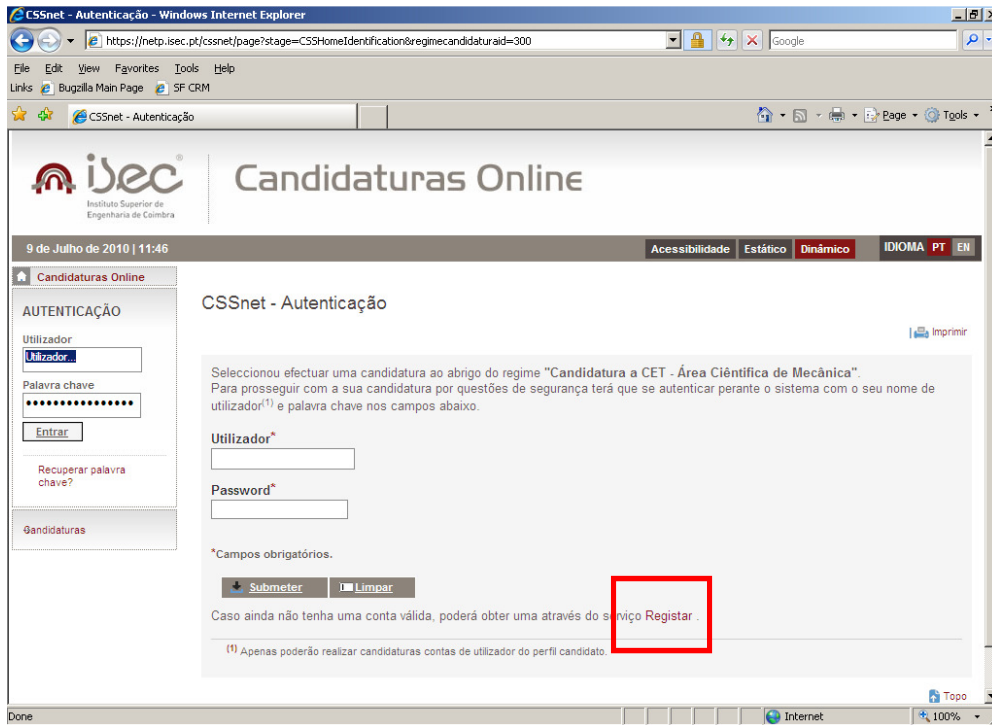 CSSnet - Autenticação - Windows Internet Explorer
https://netp.isec.pt/cssnet/page?stage=CSSHomeIdentification&regimecandidaturaid=300
Google
File Edit View Favorites Tools Help
Links Bugzilla Main Page SF CRM
CSSnet - Autenticação
Page Tools
isec®
Instituto Superior de
Engenharia de Coimbra
Candidaturas Online
9 de Julho de 2010 | 11:46
Acessibilidade Estático Dinâmico IDIOMA PT EN
Candidaturas Online
AUTENTICAÇÃO
Utilizador
Utilizador...
Palavra chave
••••••••••••••••
Entrar
Recuperar palavra
chave?
Candidaturas
CSSnet - Autenticação
Imprimir
Seleccionou efectuar uma candidatura ao abrigo do regime "Candidatura a CET - Área Ciêntifica de Mecânica".
Para prosseguir com a sua candidatura por questões de segurança terá que se autenticar perante o sistema com o seu nome de
utilizador(1) e palavra chave nos campos abaixo.
Utilizador*
Password*
*Campos obrigatórios.
Submeter Limpar
Caso ainda não tenha uma conta válida, poderá obter uma através do serviço Registar .
(1) Apenas poderão realizar candidaturas contas de utilizador do perfil candidato.
Topo
Done Internet 100%